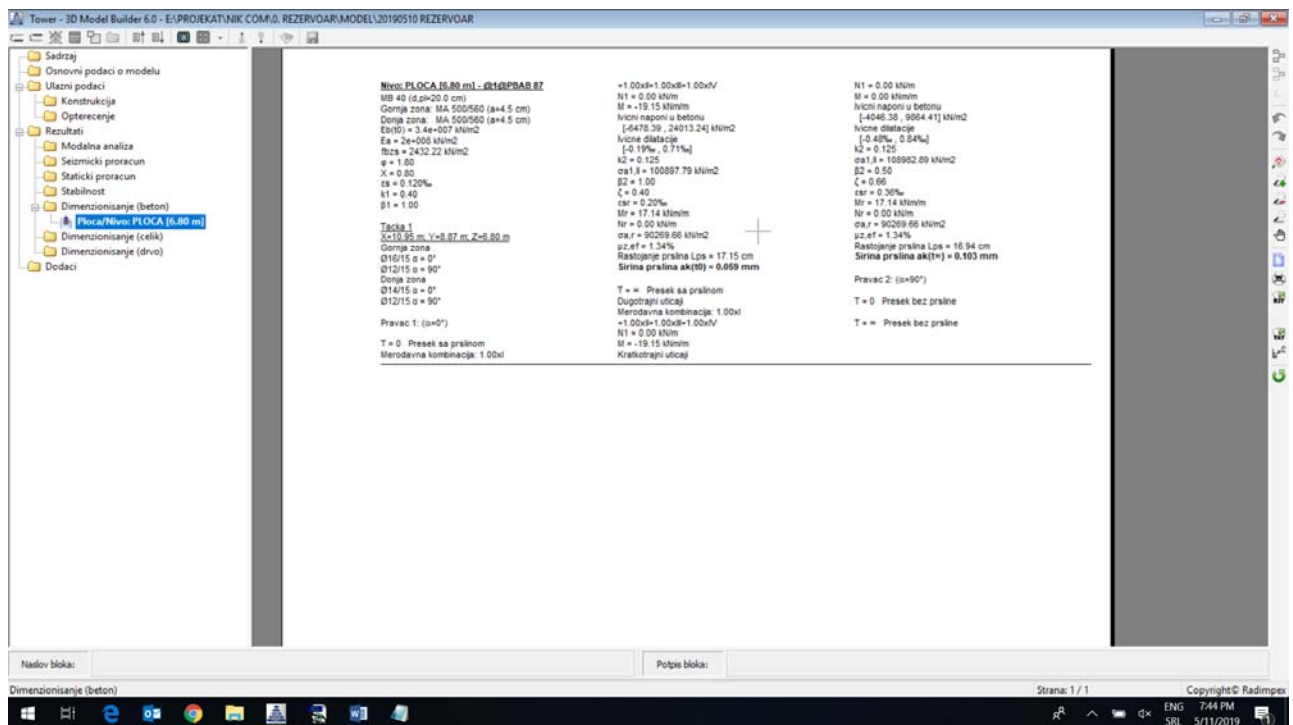 Tower - 3D Model Builder 6.0 - E:\PROJEKAT\NIK COM\0. REZERVOAR\MODEL\20190510 REZERVOAR
Sadrzaj
Osnovni podaci o modelu
Ulazni podaci
Konstrukcija
Opterecenje
Rezultati
Modalna analiza
Seizmicki proracun
Staticki proracun
Stabilnost
Dimenzionisanje (beton)
Ploca/Nivo: PLOCA [6.80 m]
Dimenzionisanje (celik)
Dimenzionisanje (drvo)
Dodaci
Nivo: PLOCA [6.80 m] - @1@PBAB 87
MB 40 (d,pl=20.0 cm)
Gornja zona: MA 500/560 (a=4.5 cm)
Donja zona: MA 500/560 (a=4.5 cm)
Eb(t0) = 3.4e+007 kN/m2
Ea = 2e+008 kN/m2
fbzs = 2432.22 kN/m2
φ = 1.80
X = 0.80
εs = 0.120‰
k1 = 0.40
β1 = 1.00
Tacka 1
X=10.95 m; Y=8.87 m; Z=6.80 m
Gornja zona
Ø16/15 α = 0°
Ø12/15 α = 90°
Donja zona
Ø14/15 α = 0°
Ø12/15 α = 90°
Pravac 1: (α=0°)
T = 0 Presek sa prslinom
Merodavna kombinacija: 1.00xI
+1.00xII+1.00xIII+1.00xIV
N1 = 0.00 kN/m
M = -19.15 kNm/m
Ivicni naponi u betonu
[-6478.39 , 24013.24] kN/m2
Ivicne dilatacije
[-0.19‰ , 0.71‰]
k2 = 0.125
σa1,II = 100897.79 kN/m2
β2 = 1.00
ζ = 0.40
εsr = 0.20‰
Mr = 17.14 kNm/m
Nr = 0.00 kN/m
σa,r = 90269.66 kN/m2
μz,ef = 1.34%
Rastojanje prslina Lps = 17.15 cm
Sirina prslina ak(t0) = 0.059 mm
T = ∞ Presek sa prslinom
Dugotrajni uticaji
Merodavna kombinacija: 1.00xI
+1.00xII+1.00xIII+1.00xIV
N1 = 0.00 kN/m
M = -19.15 kNm/m
Kratkotrajni uticaji
N1 = 0.00 kN/m
M = 0.00 kNm/m
Ivicni naponi u betonu
[-4046.38 , 9864.41] kN/m2
Ivicne dilatacije
[-0.48‰ , 0.84‰]
k2 = 0.125
σa1,II = 108982.89 kN/m2
β2 = 0.50
ζ = 0.66
εsr = 0.36‰
Mr = 17.14 kNm/m
Nr = 0.00 kN/m
σa,r = 90269.66 kN/m2
μz,ef = 1.34%
Rastojanje prslina Lps = 16.94 cm
Sirina prslina ak(t∞) = 0.103 mm
Pravac 2: (α=90°)
T = 0 Presek bez prsline
T = ∞ Presek bez prsline
Naslov bloka:
Potpis bloka:
Dimenzionisanje (beton)
Strana: 1 / 1
Copyright© Radimpex
ENG
SRL
7:44 PM
5/11/2019